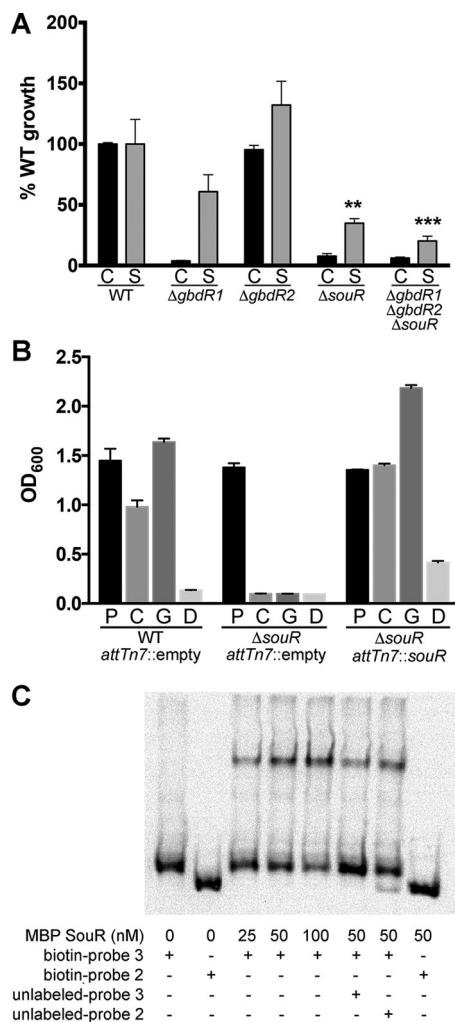 A
% WT growth
200
150
100
50
0
** ***
C S C S C S C S C S
WT ΔgbdR1 ΔgbdR2 ΔsouR ΔgbdR1
ΔgbdR2
ΔsouR
B
OD600
2.5
2.0
1.5
1.0
0.5
0.0
P C G D P C G D P C G D
WT ΔsouR ΔsouR
attTn7::empty attTn7::empty attTn7::souR
C
MBP SouR (nM) 0 0 25 50 100 50 50 50
biotin-probe 3 + - + + + + + -
biotin-probe 2 - + - - - - - +
unlabeled-probe 3 - - - - - + - -
unlabeled-probe 2 - - - - - - + -